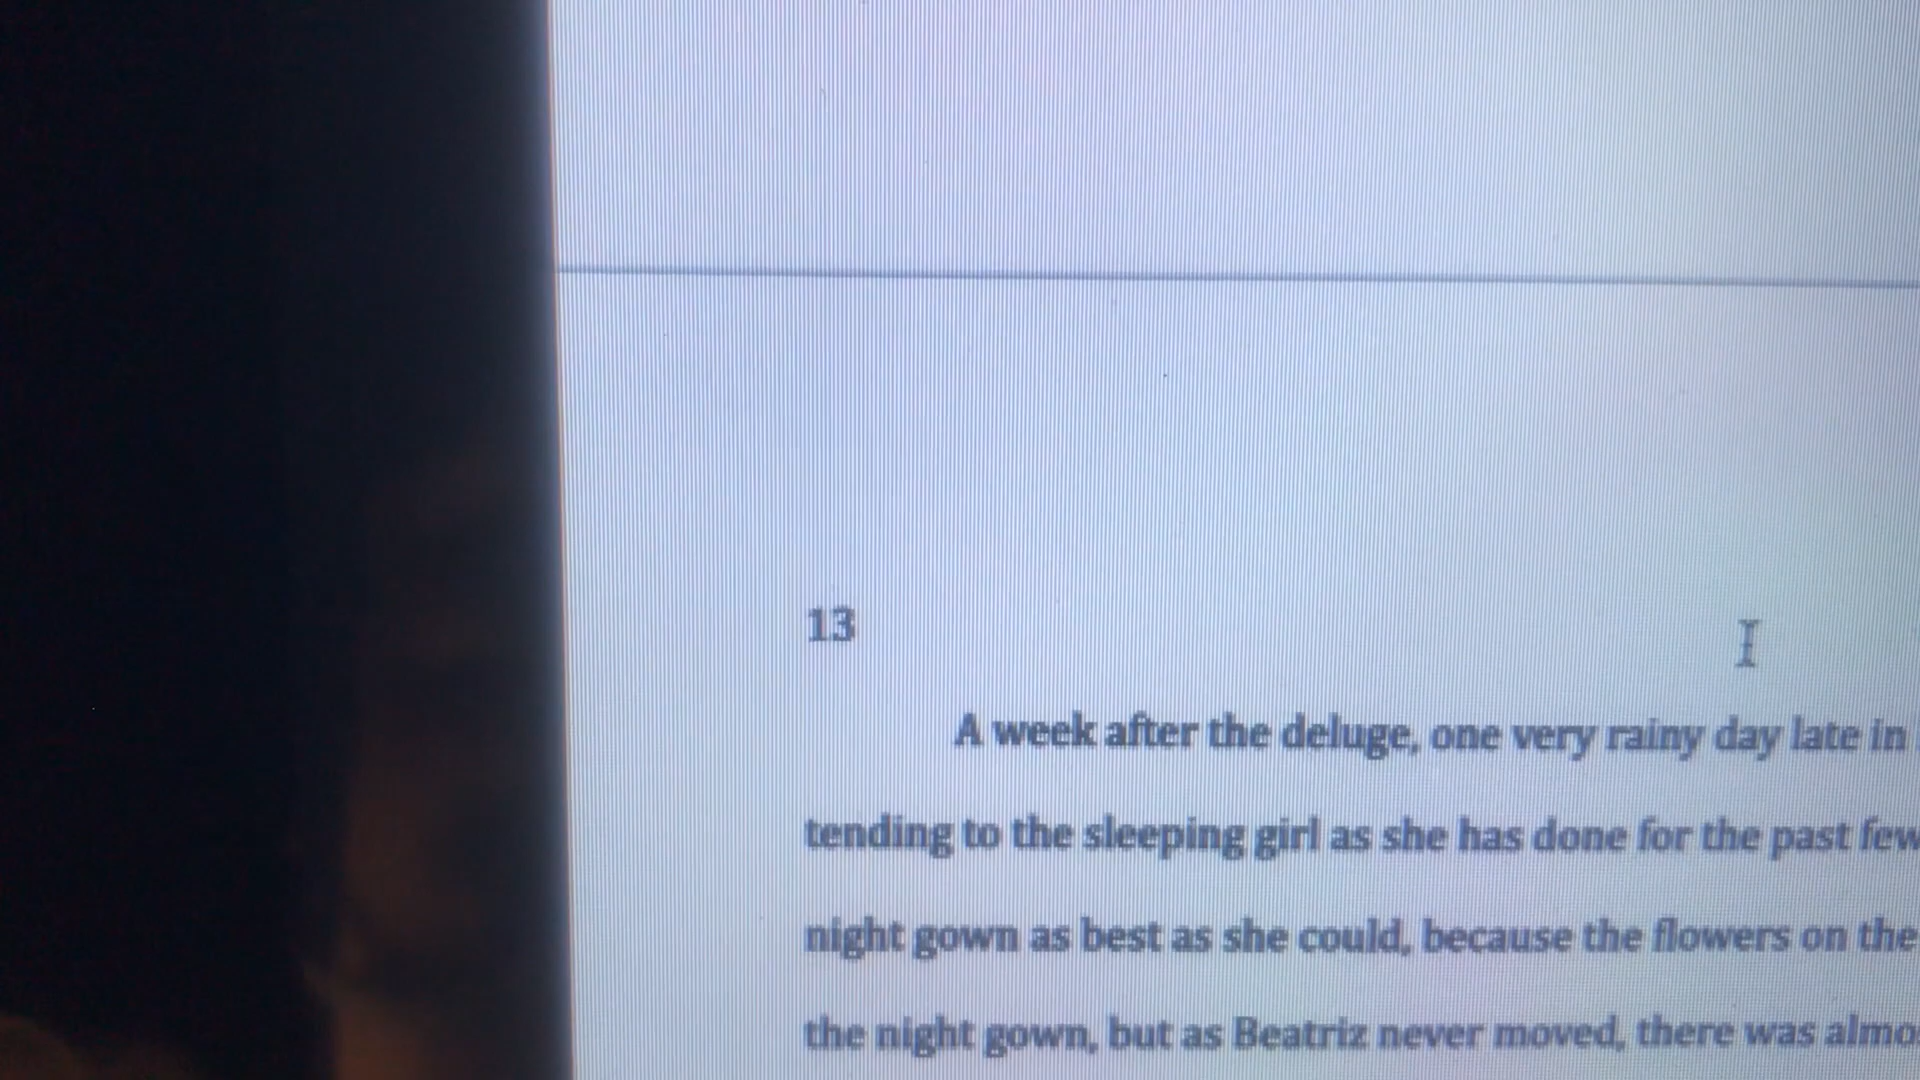 13
A week after the deluge, one very rainy day late in
tending to the sleeping girl as she has done for the past few
night gown as best as she could, because the flowers on the
the night gown, but as Beatriz never moved, there was